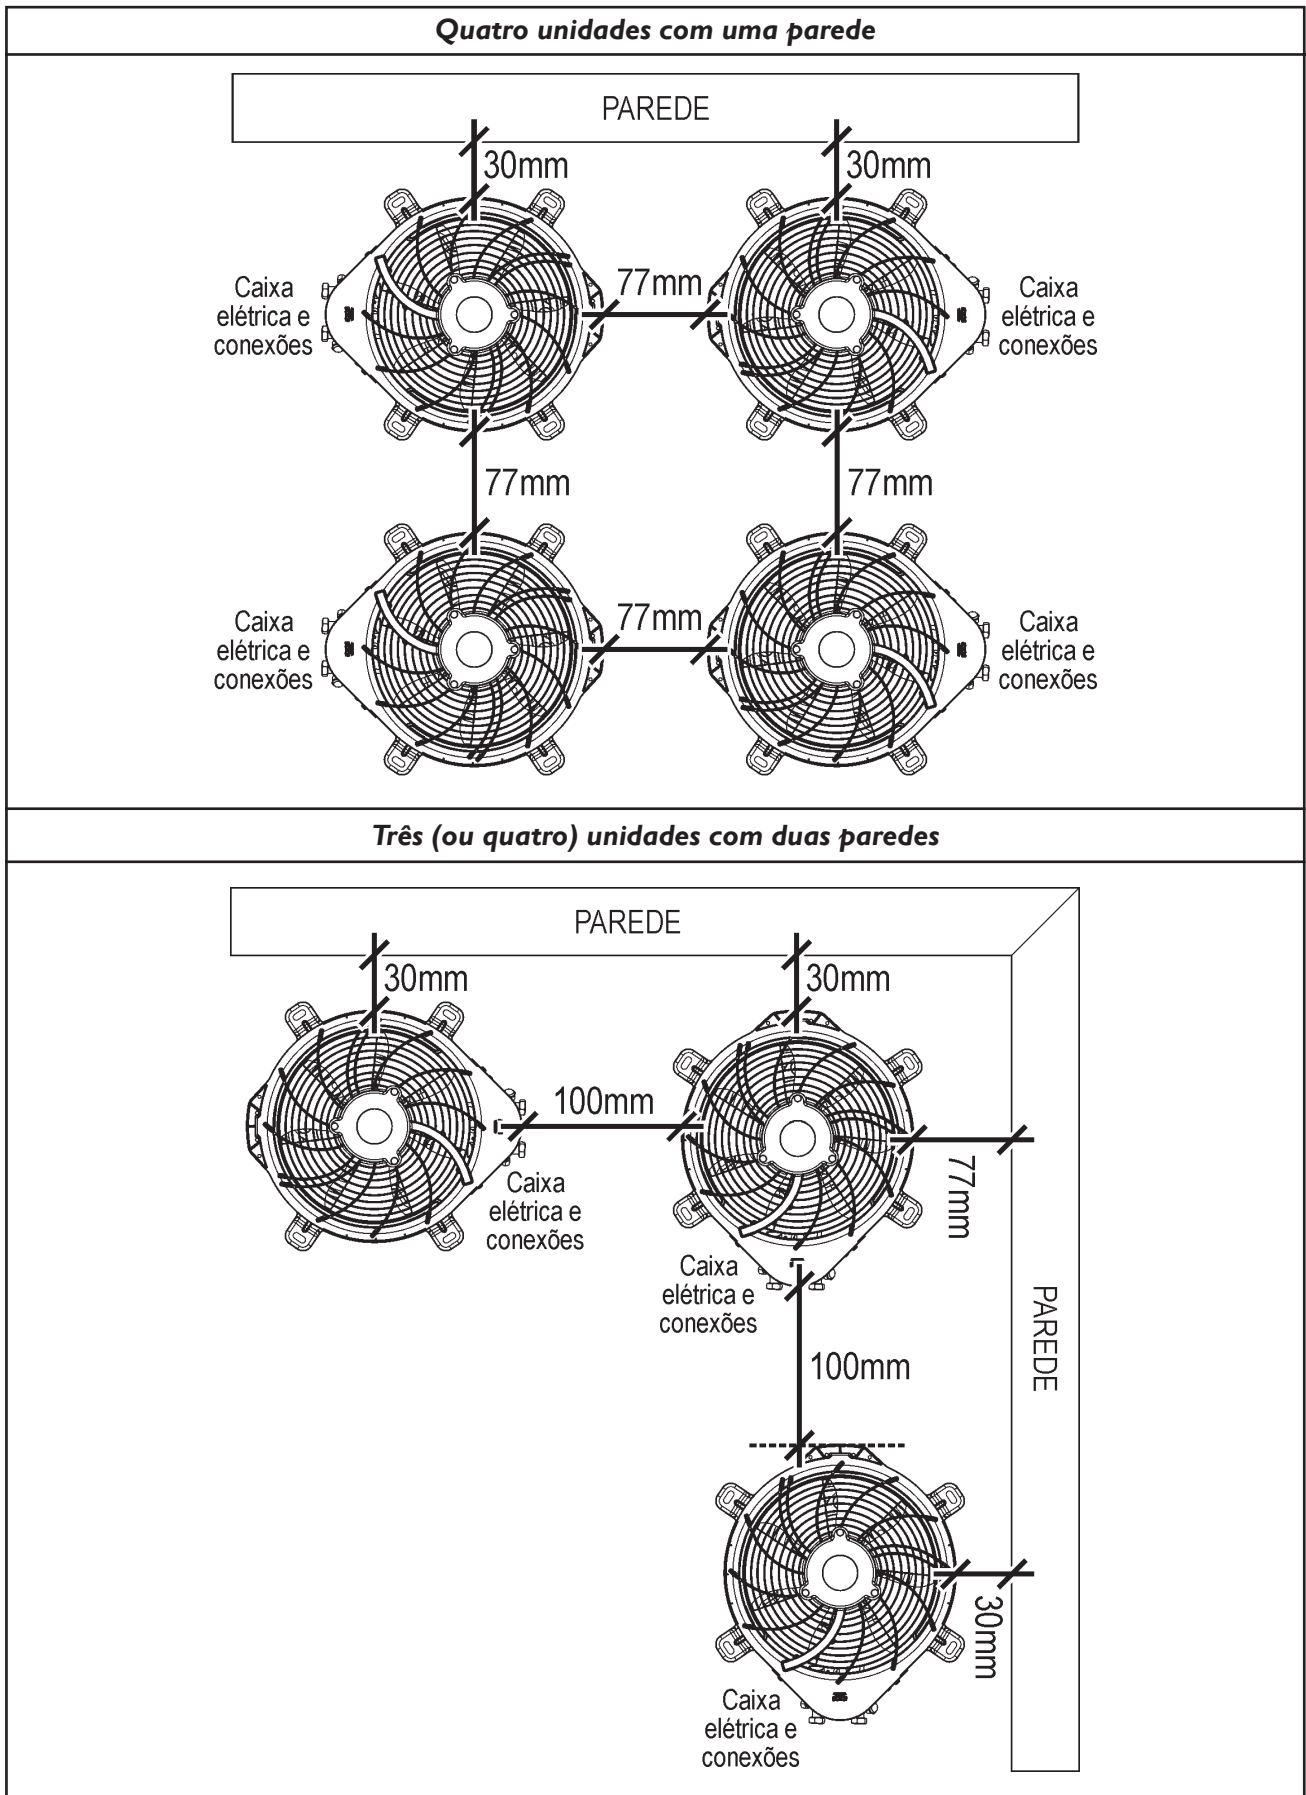 Quatro unidades com uma parede
PAREDE
30mm
30mm
Caixa
elétrica e
conexões
77mm
Caixa
elétrica e
conexões
77mm
77mm
Caixa
elétrica e
conexões
77mm
Caixa
elétrica e
conexões
Três (ou quatro) unidades com duas paredes
PAREDE
30mm
30mm
100mm
77mm
Caixa
elétrica e
conexões
Caixa
elétrica e
conexões
PAREDE
100mm
30mm
Caixa
elétrica e
conexões